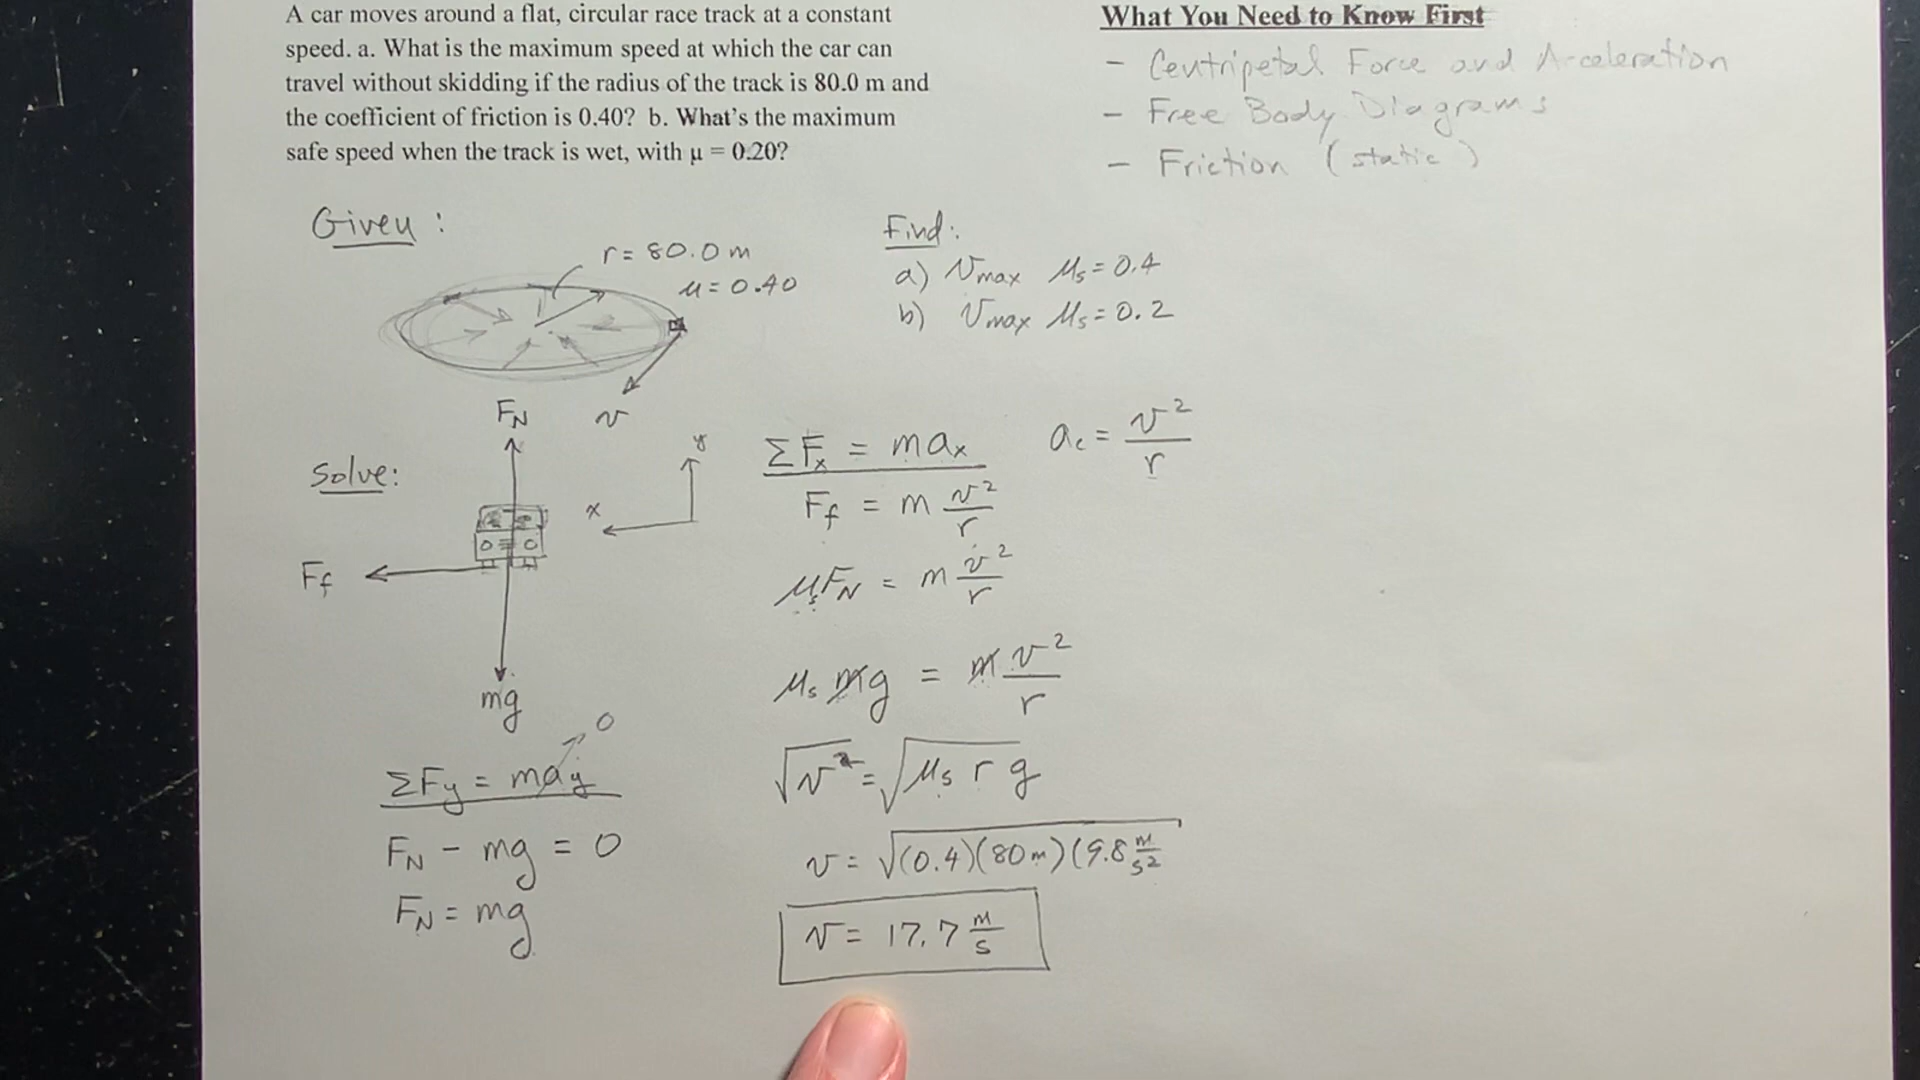 A car moves around a flat, circular race track at a constant
speed. a. What is the maximum speed at which the car can
travel without skidding if the radius of the track is 80.0 m and
the coefficient of friction is 0.40? b. What's the maximum
safe speed when the track is wet, with μ = 0.20?
What You Need to Know First
- Centripetal Force and Acceleration
- Free Body Diagrams
- Friction (static)
Given:
r = 80.0 m
μ = 0.40
v
Find:
a) vmax μs = 0.4
b) vmax μs = 0.2
Solve:
FN
Ff
mg
y
x
ΣFy = may → 0
FN - mg = 0
FN = mg
ΣFx = max
ac = v²/r
Ff = m v²/r
μsFN = m v²/r
μs mg = m v²/r
√v² = √μs r g
v = √(0.4)(80m)(9.8 m/s²
v = 17.7 m/s